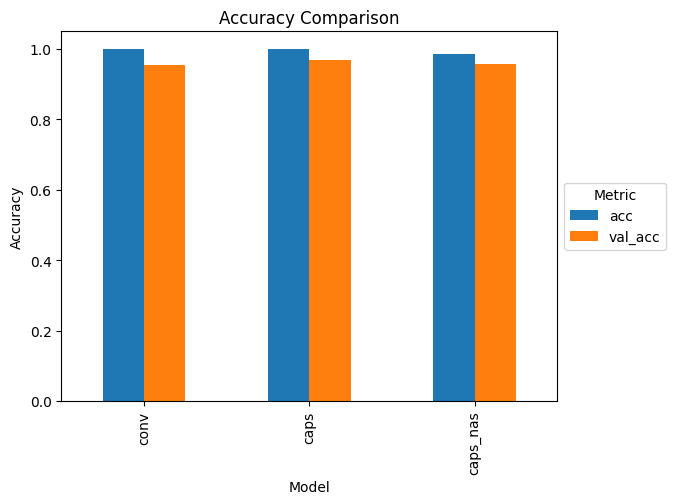 Accuracy Comparison
1.0
0.8
0.6
0.4
0.2
0.0
Accuracy
conv
caps
caps_nas
Model
Metric
acc
val_acc